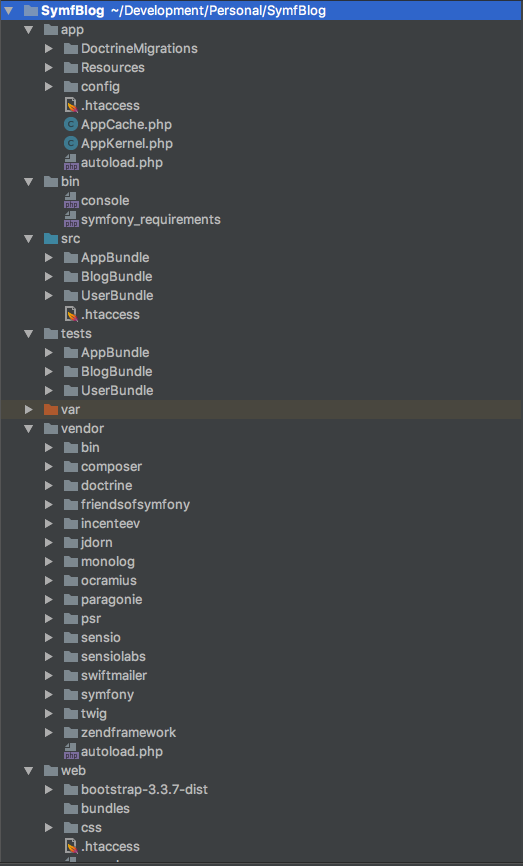 SymfBlog ~/Development/Personal/SymfBlog
app
DoctrineMigrations
Resources
config
.htaccess
AppCache.php
AppKernel.php
autoload.php
bin
console
symfony_requirements
src
AppBundle
BlogBundle
UserBundle
.htaccess
tests
AppBundle
BlogBundle
UserBundle
var
vendor
bin
composer
doctrine
friendsofsymfony
incenteev
jdorn
monolog
ocramius
paragonie
psr
sensio
sensiolabs
swiftmailer
symfony
twig
zendframework
autoload.php
web
bootstrap-3.3.7-dist
bundles
css
.htaccess